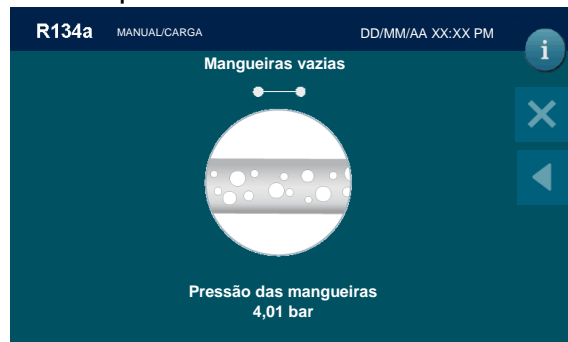 R134a MANUAL/CARGA DD/MM/AA XX:XX PM
i
Mangueiras vazias
Pressão das mangueiras
4,01 bar